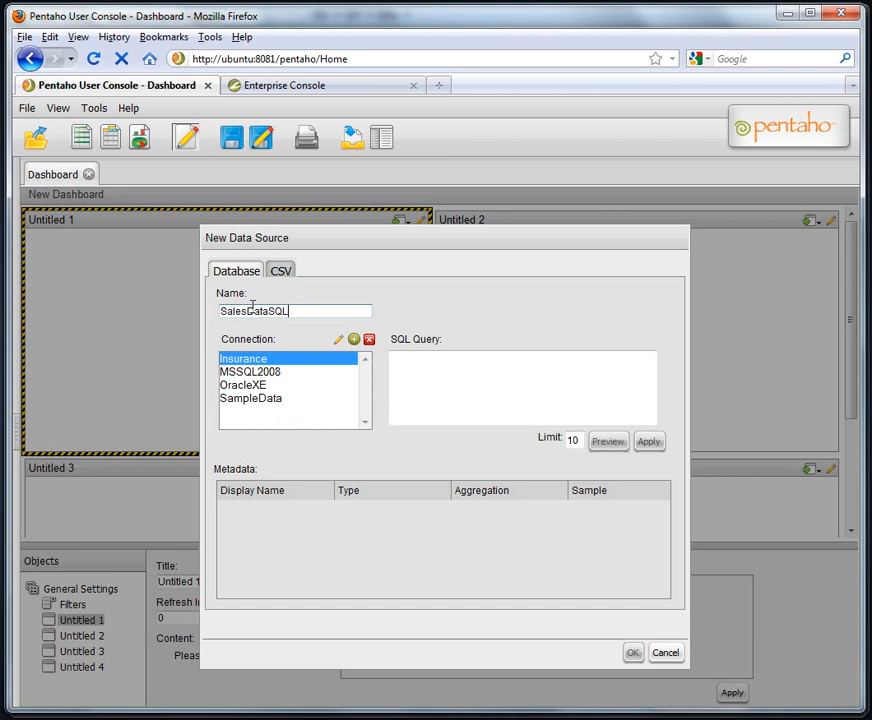 Pentaho User Console - Dashboard - Mozilla Firefox
File Edit View History Bookmarks Tools Help
http://ubuntu:8081/pentaho/Home
Google
Pentaho User Console - Dashboard
Enterprise Console
File View Tools Help
pentaho
Dashboard
New Dashboard
Untitled 1
Untitled 2
New Data Source
Database
CSV
Name:
SalesDataSQL
Connection:
SQL Query:
Insurance
MSSQL2008
OracleXE
SampleData
Limit: 10 Preview Apply
Untitled 3
Metadata:
Display Name Type Aggregation Sample
Objects
Title:
General Settings
Untitled 1
Filters
Refresh
Untitled 1
0
Untitled 2
Content:
Untitled 3
Untitled 4
OK Cancel
Apply